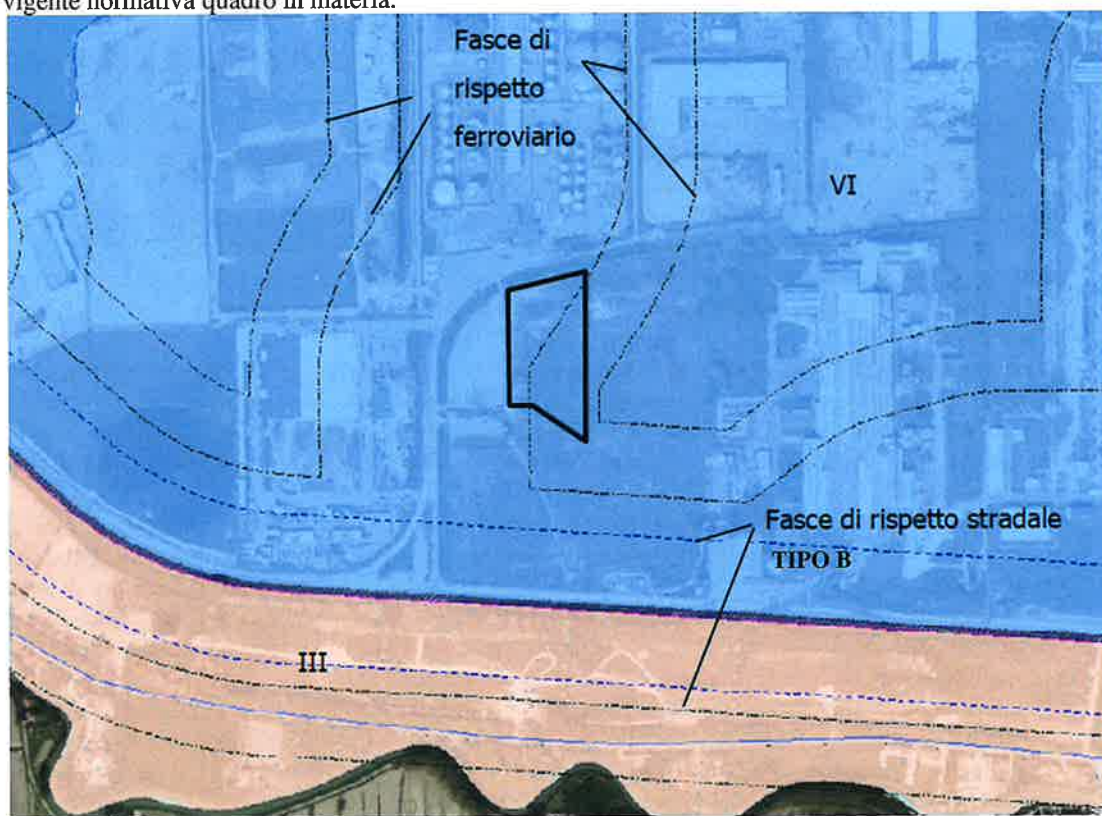 vigente normativa quadro in materia.
Fasce di
rispetto
ferroviario
VI
Fasce di rispetto stradale
TIPO B
III